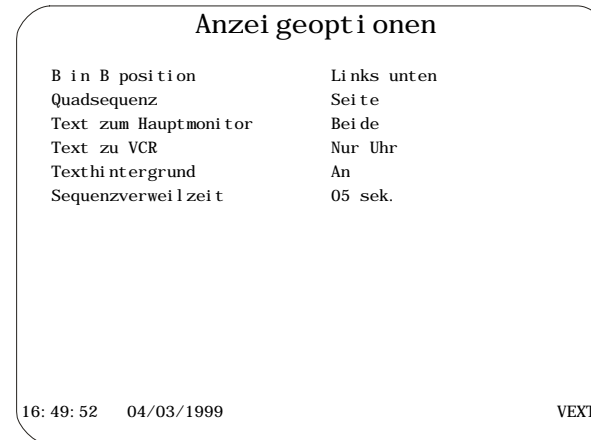 Anzeigeoptionen
B in B position Links unten
Quadsequenz Seite
Text zum Hauptmonitor Beide
Text zu VCR Nur Uhr
Texthintergrund An
Sequenzverweilzeit 05 sek.
16:49:52 04/03/1999 VEXT